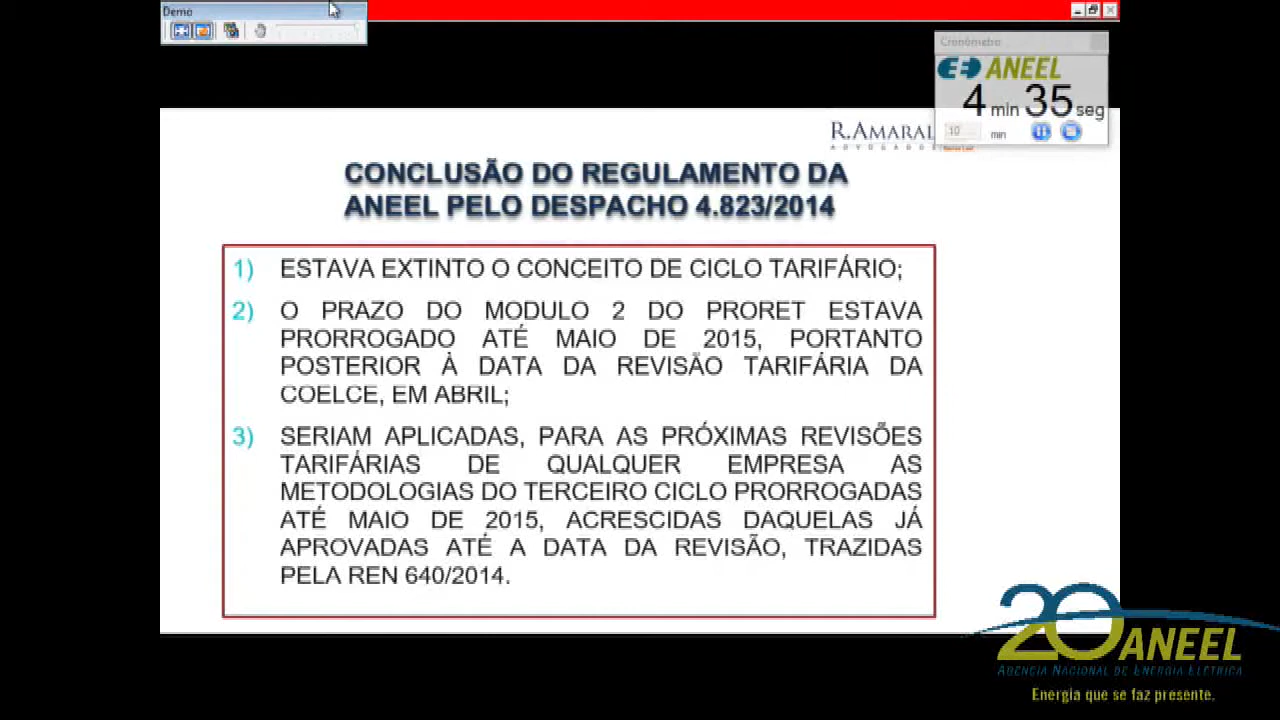 Demo
Cronômetro
ANEEL
4 min 35 seg
10 min
R.AMARAL
ADVOGADOS
CONCLUSÃO DO REGULAMENTO DA
ANEEL PELO DESPACHO 4.823/2014
1) ESTAVA EXTINTO O CONCEITO DE CICLO TARIFÁRIO;
2) O PRAZO DO MODULO 2 DO PRORET ESTAVA
PRORROGADO ATÉ MAIO DE 2015, PORTANTO
POSTERIOR À DATA DA REVISÃO TARIFÁRIA DA
COELCE, EM ABRIL;
3) SERIAM APLICADAS, PARA AS PRÓXIMAS REVISÕES
TARIFÁRIAS DE QUALQUER EMPRESA AS
METODOLOGIAS DO TERCEIRO CICLO PRORROGADAS
ATÉ MAIO DE 2015, ACRESCIDAS DAQUELAS JÁ
APROVADAS ATÉ A DATA DA REVISÃO, TRAZIDAS
PELA REN 640/2014.
20 ANEEL
AGÊNCIA NACIONAL DE ENERGIA ELÉTRICA
Energia que se faz presente.